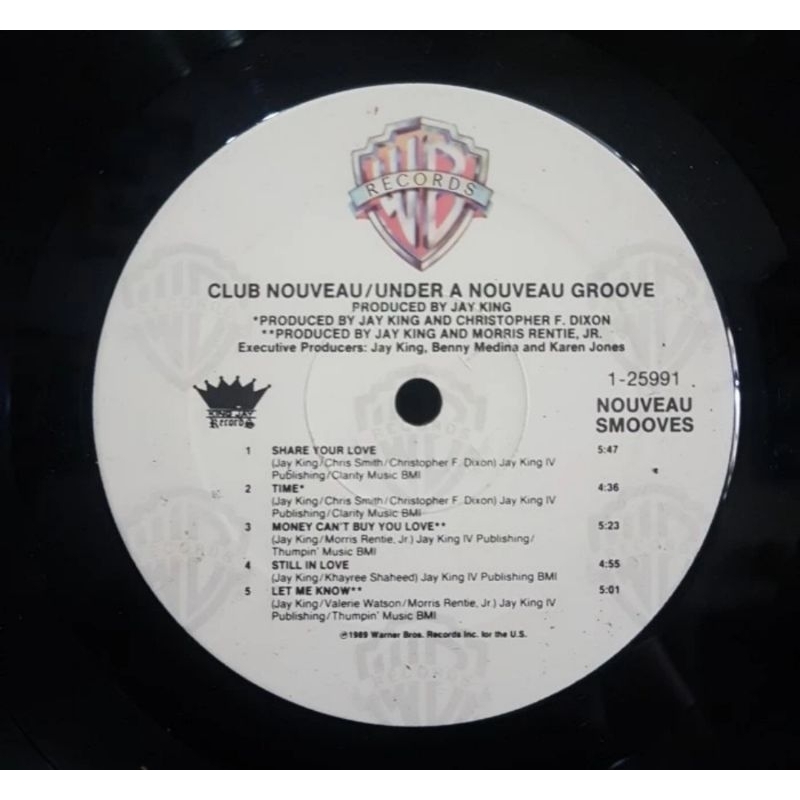 WB
RECORDS
CLUB NOUVEAU/UNDER A NOUVEAU GROOVE
PRODUCED BY JAY KING
*PRODUCED BY JAY KING AND CHRISTOPHER F. DIXON
**PRODUCED BY JAY KING AND MORRIS RENTIE, JR.
Executive Producers: Jay King, Benny Medina and Karen Jones
1-25991
KING JAY
Records
NOUVEAU
SMOOVES
1 SHARE YOUR LOVE 5:47
(Jay King/Chris Smith/Christopher F. Dixon) Jay King IV
Publishing/Clarity Music BMI
2 TIME* 4:36
(Jay King/Chris Smith/Christopher F. Dixon) Jay King IV
Publishing/Clarity Music BMI
3 MONEY CAN'T BUY YOU LOVE** 5:23
(Jay King/Morris Rentie, Jr.) Jay King IV Publishing/
Thumpin' Music BMI
4 STILL IN LOVE 4:55
(Jay King/Khayree Shaheed) Jay King IV Publishing BMI
5 LET ME KNOW** 5:01
(Jay King/Valerie Watson/Morris Rentie, Jr.) Jay King IV
Publishing/Thumpin' Music BMI
℗1989 Warner Bros. Records Inc. for the U.S.